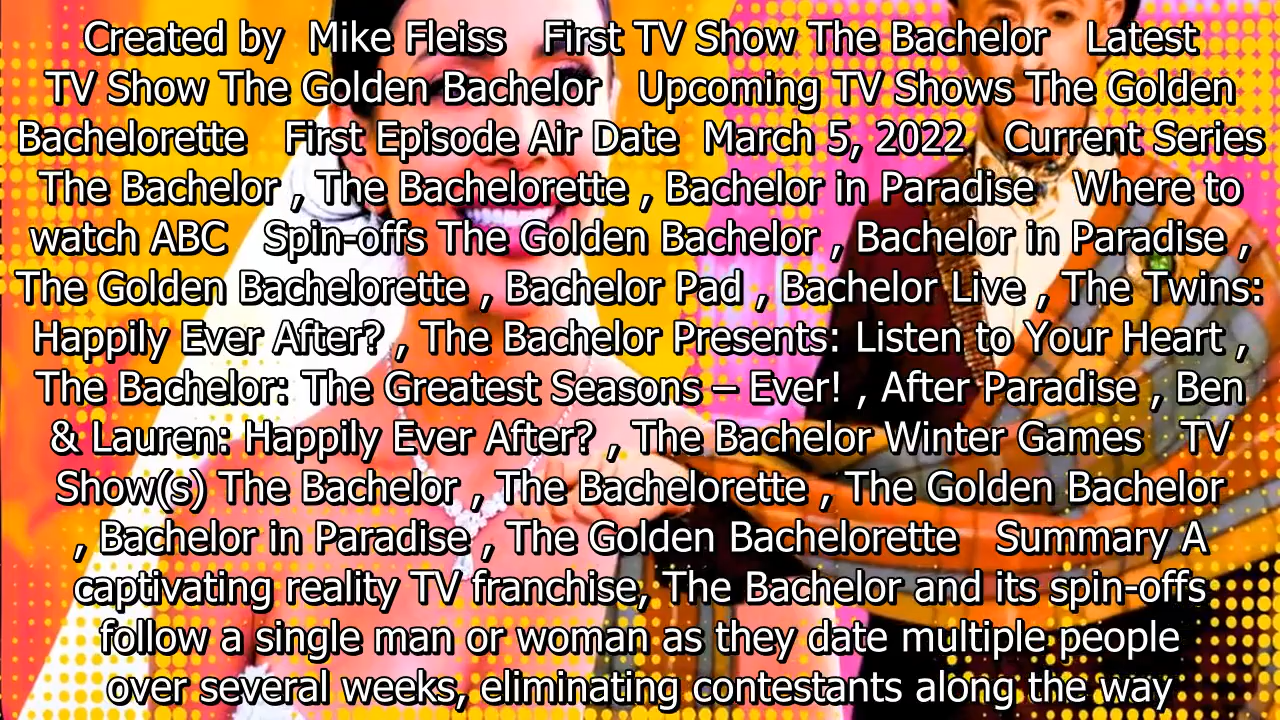 Created by Mike Fleiss First TV Show The Bachelor Latest
TV Show The Golden Bachelor Upcoming TV Shows The Golden
Bachelorette First Episode Air Date March 5, 2022 Current Series
The Bachelor , The Bachelorette , Bachelor in Paradise Where to
watch ABC Spin-offs The Golden Bachelor , Bachelor in Paradise ,
The Golden Bachelorette , Bachelor Pad , Bachelor Live , The Twins:
Happily Ever After? , The Bachelor Presents: Listen to Your Heart ,
The Bachelor: The Greatest Seasons – Ever! , After Paradise , Ben
& Lauren: Happily Ever After? , The Bachelor Winter Games TV
Show(s) The Bachelor , The Bachelorette , The Golden Bachelor
, Bachelor in Paradise , The Golden Bachelorette Summary A
captivating reality TV franchise, The Bachelor and its spin-offs
follow a single man or woman as they date multiple people
over several weeks, eliminating contestants along the way